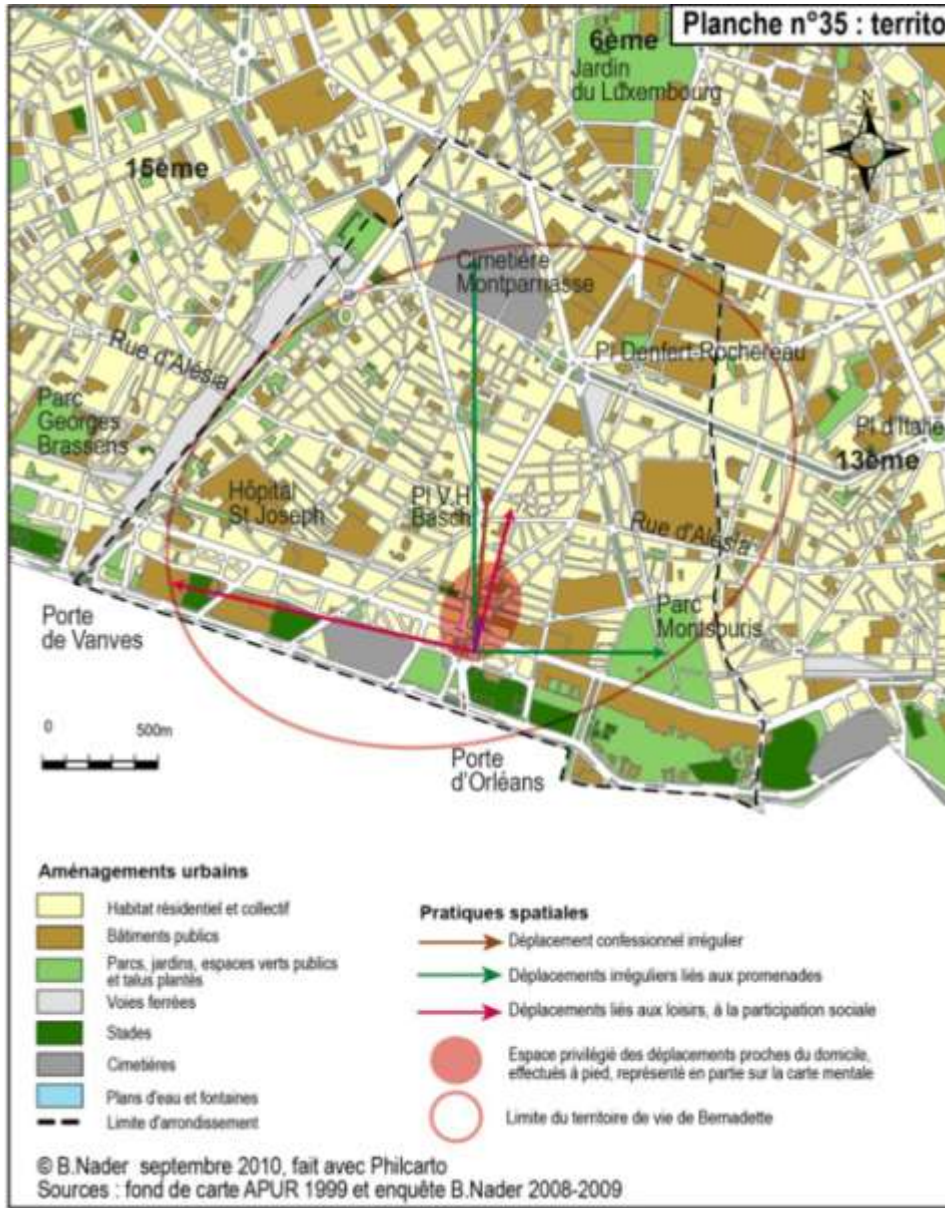 Planche n°35 : territo
6ème
Jardin
du Luxembourg
N
15ème
Cimetière
Montparnasse
Rue d'Alésia
Pl Denfert-Rochereau
Parc
Georges
Brassens
Pl d'Italie
13ème
Hôpital
St Joseph
Pl V.H
Basch
Rue d'Alésia
Porte
de Vanves
Parc
Montsouris
0 500m
Porte
d'Orléans
Aménagements urbains
Habitat résidentiel et collectif
Bâtiments publics
Parcs, jardins, espaces verts publics
et talus plantés
Voies ferrées
Stades
Cimetières
Plans d'eau et fontaines
Limite d'arrondissement
Pratiques spatiales
Déplacement confessionnel irrégulier
Déplacements irréguliers liés aux promenades
Déplacements liés aux loisirs, à la participation sociale
Espace privilégié des déplacements proches du domicile,
effectués à pied, représenté en partie sur la carte mentale
Limite du territoire de vie de Bernadette
© B.Nader septembre 2010, fait avec Philcarto
Sources : fond de carte APUR 1999 et enquête B.Nader 2008-2009